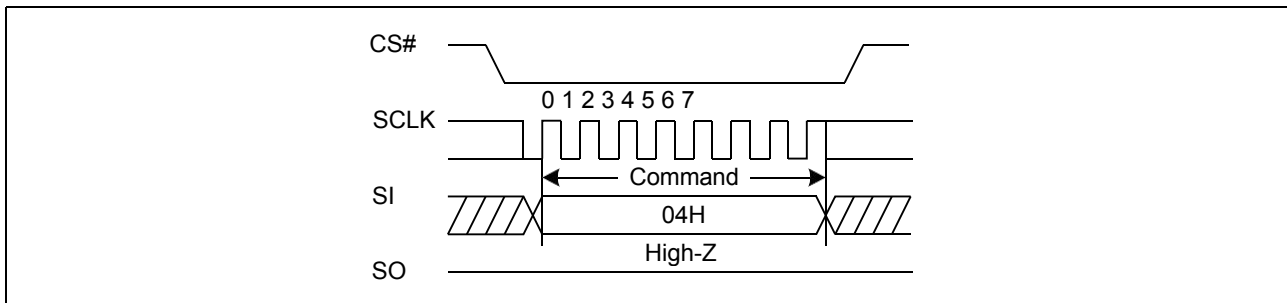 CS#
0 1 2 3 4 5 6 7
SCLK
Command
SI
04H
High-Z
SO